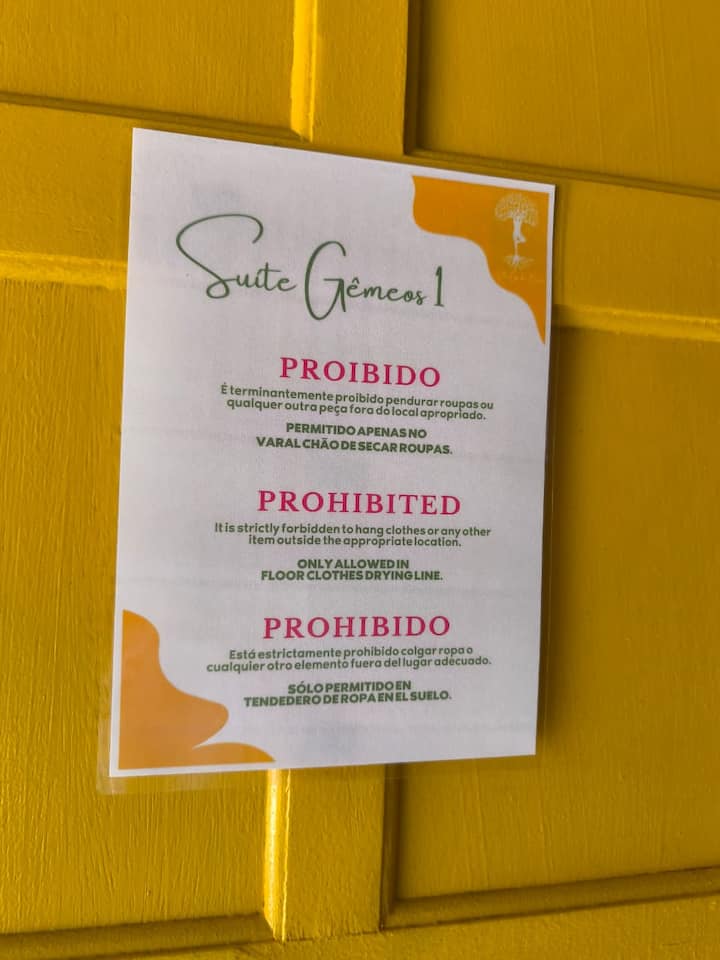 Suíte Gêmeos 1
PROIBIDO
É terminantemente proibido pendurar roupas ou
qualquer outra peça fora do local apropriado.
PERMITIDO APENAS NO
VARAL CHÃO DE SECAR ROUPAS.
PROHIBITED
It is strictly forbidden to hang clothes or any other
item outside the appropriate location.
ONLY ALLOWED IN
FLOOR CLOTHES DRYING LINE.
PROHIBIDO
Está estrictamente prohibido colgar ropa o
cualquier otro elemento fuera del lugar adecuado.
SÓLO PERMITIDO EN
TENDEDERO DE ROPA EN EL SUELO.